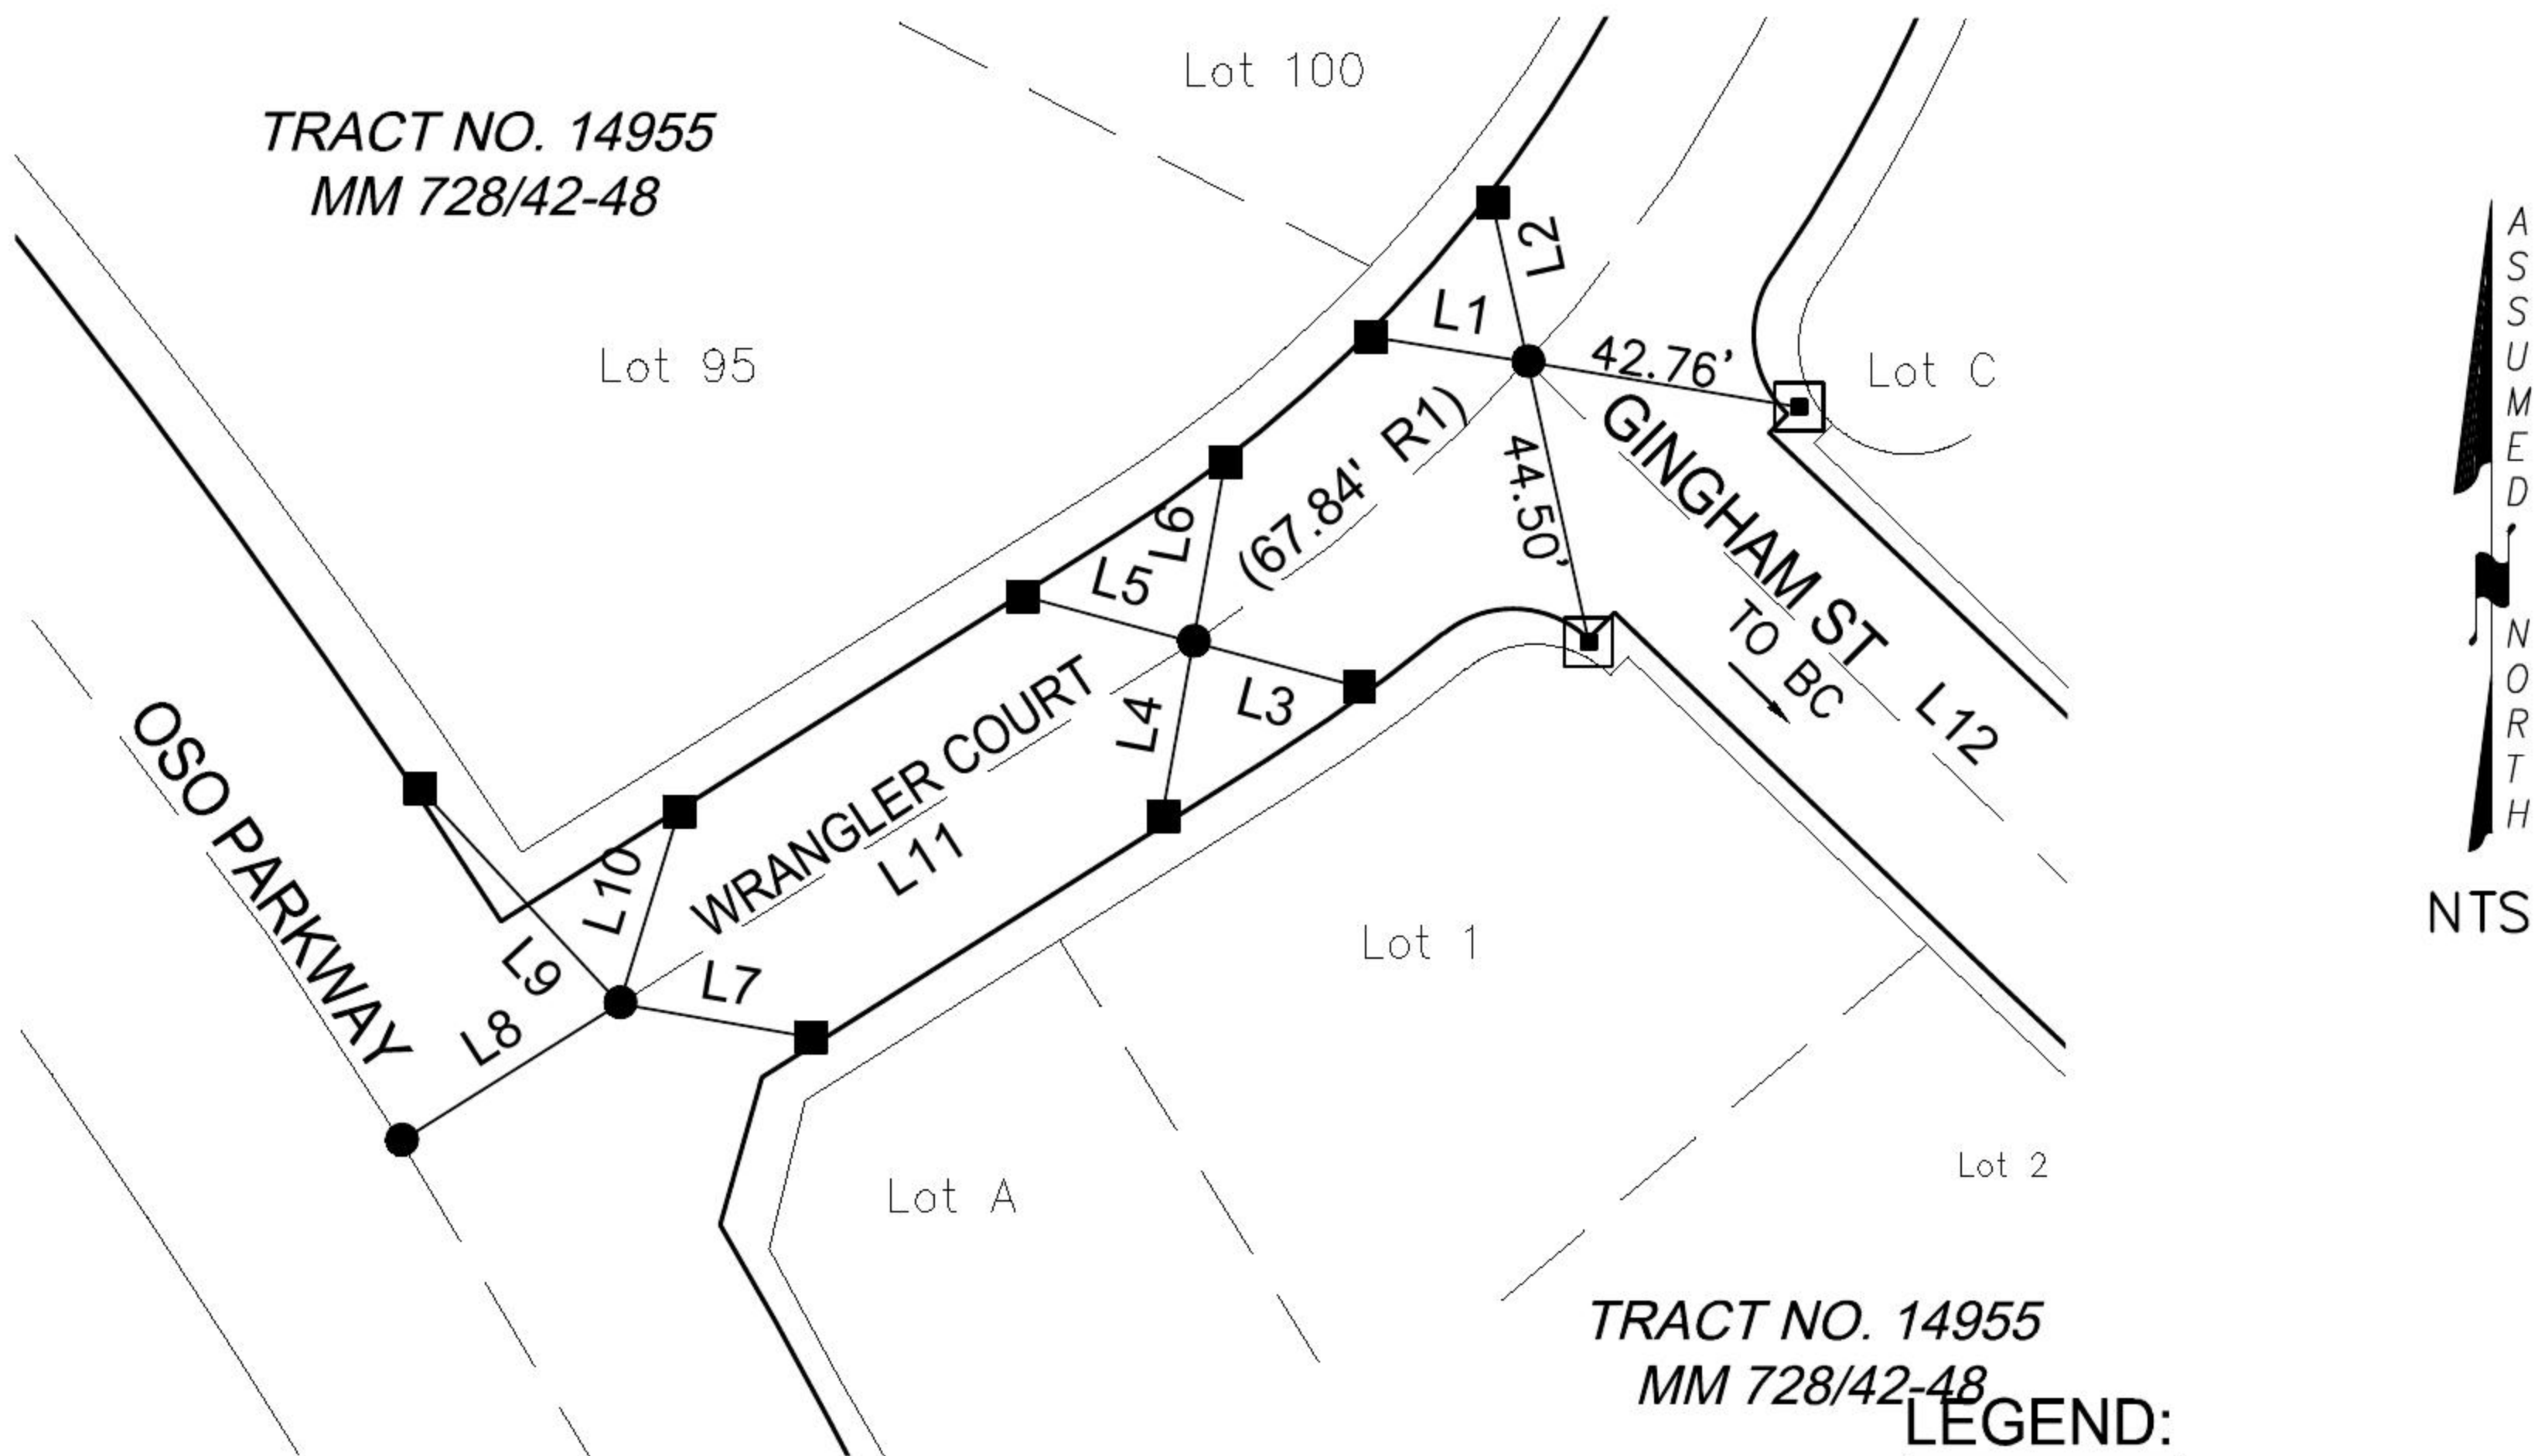 Lot 100
TRACT NO. 14955
MM 728/42-48
L2
L1
Lot 95
42.76'
Lot C
(67.84' R1)
44.50'
GINGHAM ST
TO BC
L12
L6
L5
L3
L4
WRANGLER COURT
L11
OSO PARKWAY
L10
L9
L8
L7
Lot 1
Lot A
Lot 2
TRACT NO. 14955
MM 728/42-48
LEGEND:
ASSUMED
NORTH
NTS